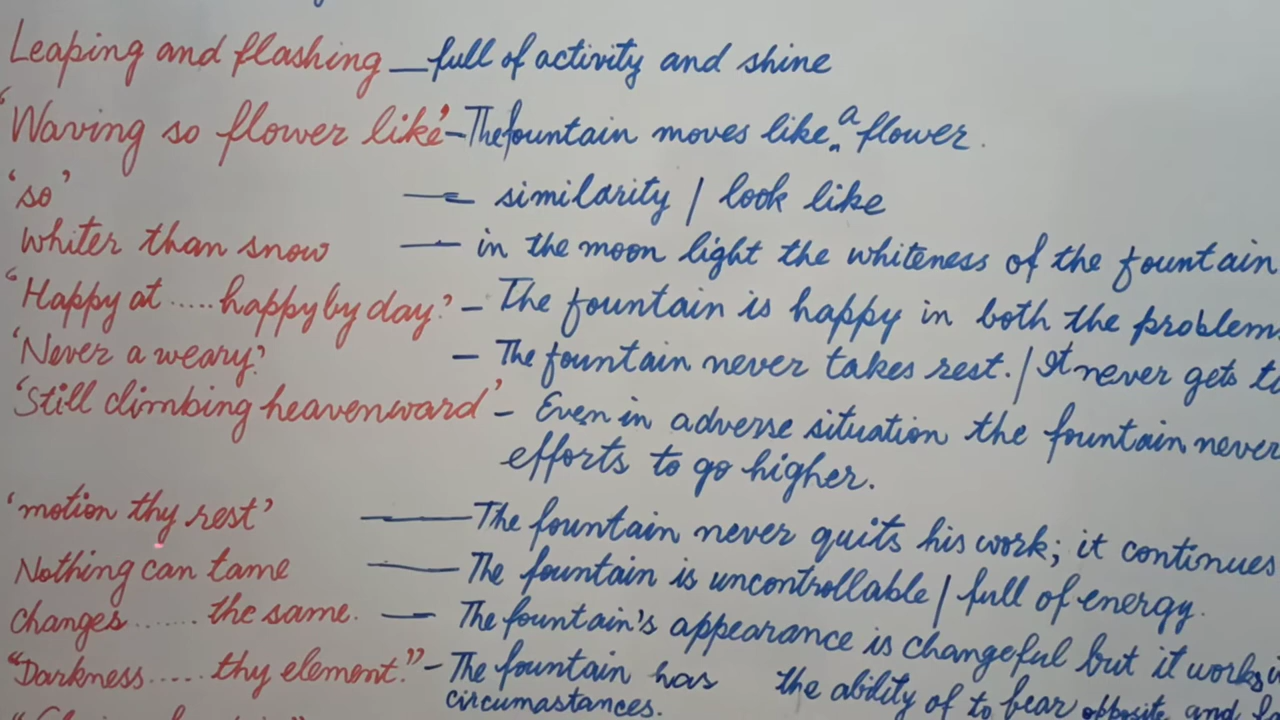 Leaping and flashing — full of activity and shine
'Waving so flower like' – The fountain moves like a flower.
'so' — similarity / look like
whiter than snow — in the moon light the whiteness of the fountain
"Happy at ..... happy by day." – The fountain is happy in both the problem
'Never a weary.' – The fountain never takes rest. / It never gets
'Still climbing heavenward' – Even in adverse situation the fountain never
efforts to go higher.
'motion thy rest' — The fountain never quits his work; it continues
Nothing can tame — The fountain is uncontrollable / full of energy.
changes ...... the same. — The fountain's appearance is changeful but it works
"Darkness ..... thy element." – The fountain has the ability of to bear opposite and
circumastances.